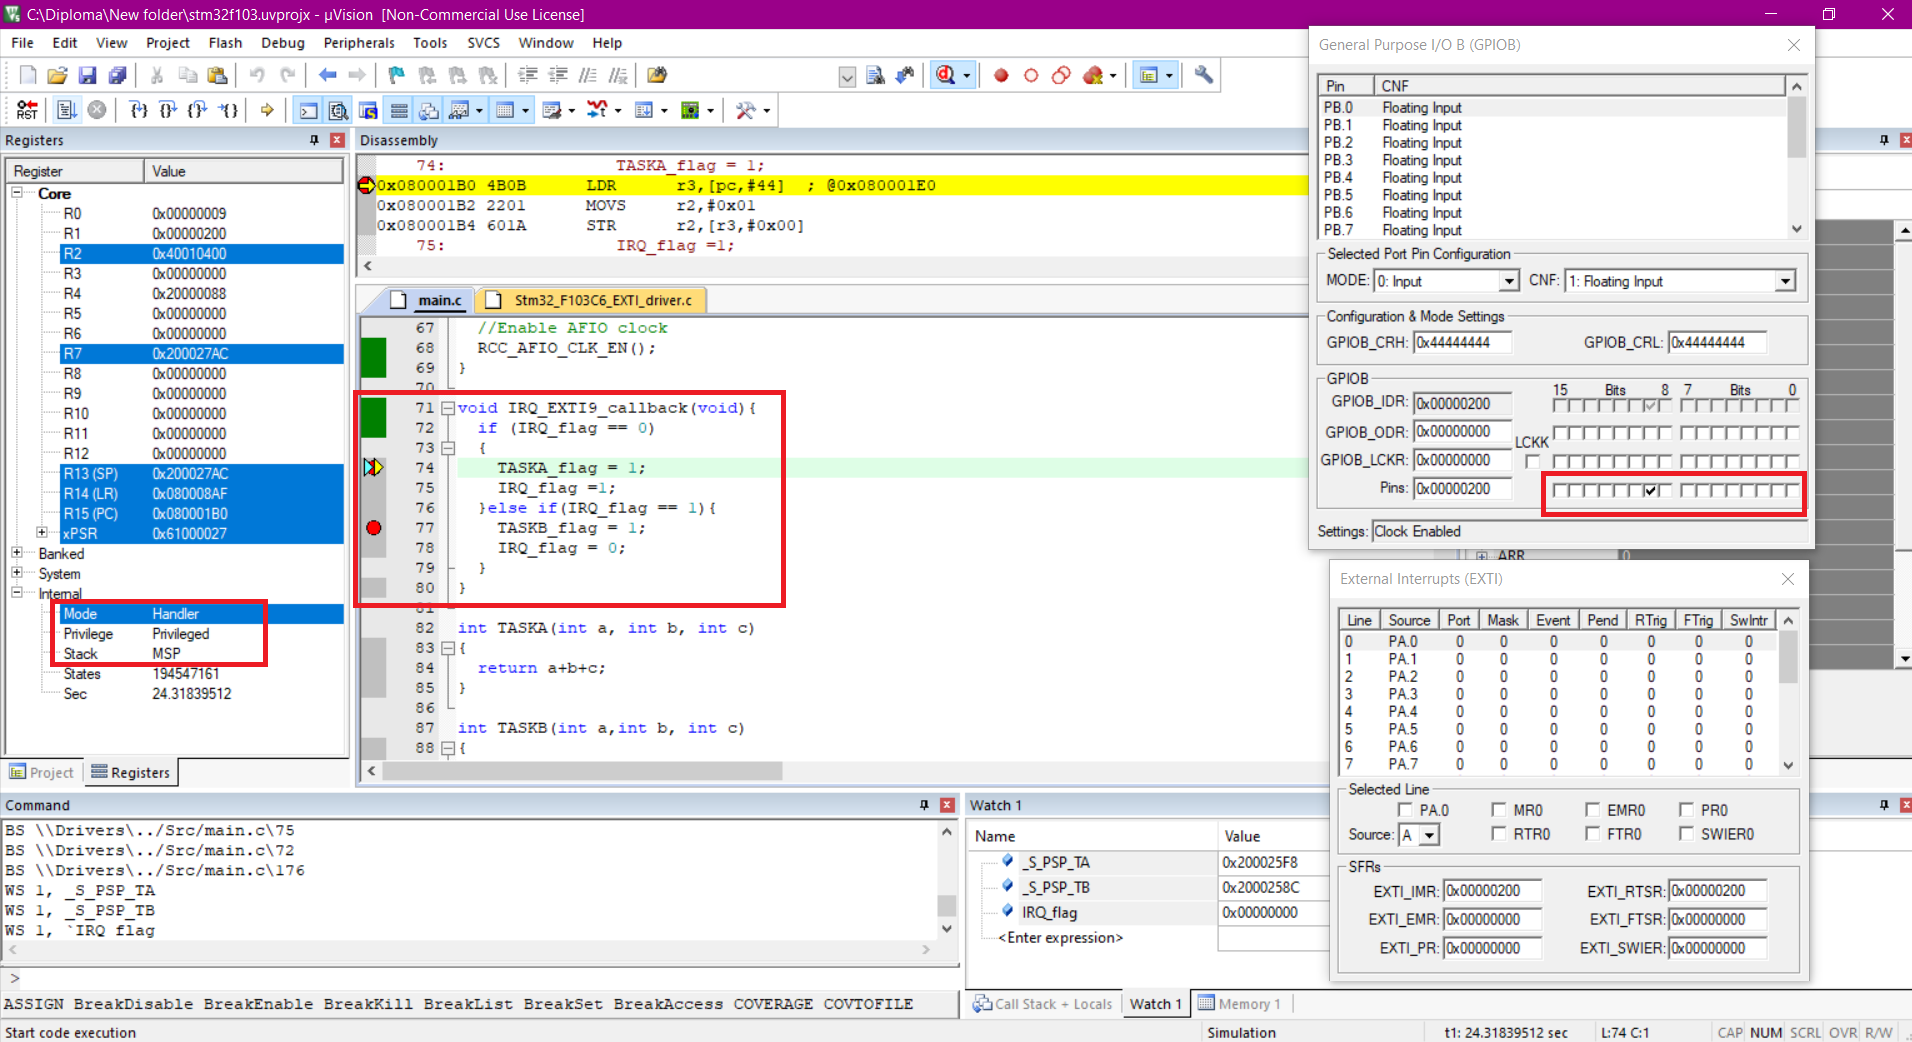 C:\Diploma\New folder\stm32f103.uvprojx - µVision  [Non-Commercial Use License]
File Edit View Project Flash Debug Peripherals Tools SVCS Window Help
Registers
Register Value
Core
R0 0x00000009
R1 0x00000200
R2 0x40010400
R3 0x00000000
R4 0x20000088
R5 0x00000000
R6 0x00000000
R7 0x200027AC
R8 0x00000000
R9 0x00000000
R10 0x00000000
R11 0x00000000
R12 0x00000000
R13 (SP) 0x200027AC
R14 (LR) 0x080008AF
R15 (PC) 0x080001B0
xPSR 0x61000027
Banked
System
Internal
Mode Handler
Privilege Privileged
Stack MSP
States 194547161
Sec 24.31839512
Project Registers
Disassembly
74: TASKA_flag = 1;
0x080001B0 4B0B LDR r3,[pc,#44] ; @0x080001E0
0x080001B2 2201 MOVS r2,#0x01
0x080001B4 601A STR r2,[r3,#0x00]
75: IRQ_flag =1;
main.c Stm32_F103C6_EXTI_driver.c
67 //Enable AFIO clock
68 RCC_AFIO_CLK_EN();
69 }
70
71 void IRQ_EXTI9_callback(void){
72 if (IRQ_flag == 0)
73 {
74 TASKA_flag = 1;
75 IRQ_flag =1;
76 }else if(IRQ_flag == 1){
77 TASKB_flag = 1;
78 IRQ_flag = 0;
79 }
80 }
81
82 int TASKA(int a, int b, int c)
83 {
84 return a+b+c;
85 }
86
87 int TASKB(int a,int b, int c)
88 {
General Purpose I/O B (GPIOB)
Pin CNF
PB.0 Floating Input
PB.1 Floating Input
PB.2 Floating Input
PB.3 Floating Input
PB.4 Floating Input
PB.5 Floating Input
PB.6 Floating Input
PB.7 Floating Input
Selected Port Pin Configuration
MODE: 0: Input CNF: 1: Floating Input
Configuration & Mode Settings
GPIOB_CRH: 0x44444444 GPIOB_CRL: 0x44444444
GPIOB
15 Bits 8 7 Bits 0
GPIOB_IDR: 0x00000200
GPIOB_ODR: 0x00000000
LCKK
GPIOB_LCKR: 0x00000000
Pins: 0x00000200
Settings: Clock Enabled
ARR 0
External Interrupts (EXTI)
Line Source Port Mask Event Pend RTrig FTrig SwIntr
0 PA.0 0 0 0 0 0 0 0
1 PA.1 0 0 0 0 0 0 0
2 PA.2 0 0 0 0 0 0 0
3 PA.3 0 0 0 0 0 0 0
4 PA.4 0 0 0 0 0 0 0
5 PA.5 0 0 0 0 0 0 0
6 PA.6 0 0 0 0 0 0 0
7 PA.7 0 0 0 0 0 0 0
Selected Line
PA.0 MR0 EMR0 PR0
Source: A RTR0 FTR0 SWIER0
SFRs
EXTI_IMR: 0x00000200 EXTI_RTSR: 0x00000200
EXTI_EMR: 0x00000000 EXTI_FTSR: 0x00000000
EXTI_PR: 0x00000000 EXTI_SWIER: 0x00000000
Command
BS \\Drivers\../Src/main.c\75
BS \\Drivers\../Src/main.c\72
BS \\Drivers\../Src/main.c\176
WS 1, _S_PSP_TA
WS 1, _S_PSP_TB
WS 1, `IRQ flag
>
ASSIGN BreakDisable BreakEnable BreakKill BreakList BreakSet BreakAccess COVERAGE COVTOFILE
Watch 1
Name Value
_S_PSP_TA 0x200025F8
_S_PSP_TB 0x2000258C
IRQ_flag 0x00000000
<Enter expression>
Call Stack + Locals Watch 1 Memory 1
Start code execution Simulation t1: 24.31839512 sec L:74 C:1 CAP NUM SCRL OVR R/W